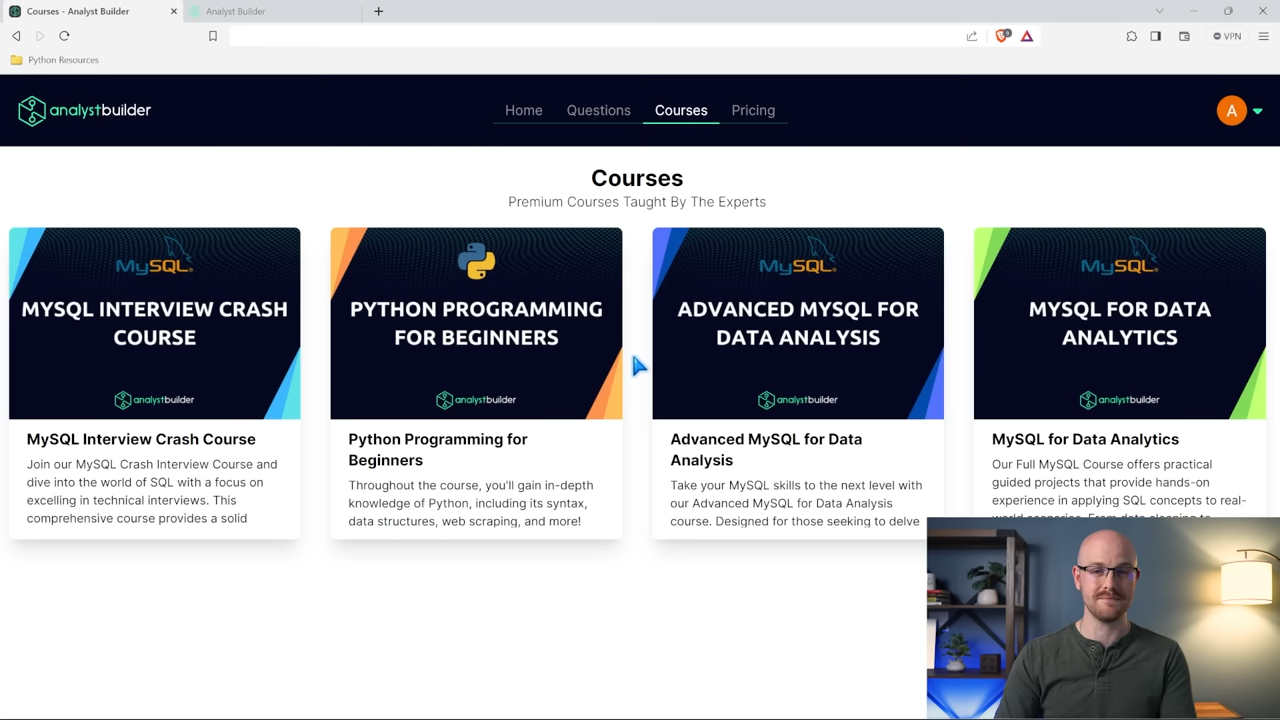 Courses - Analyst Builder
Analyst Builder
VPN
Python Resources
analystbuilder
Home
Questions
Courses
Pricing
A
Courses
Premium Courses Taught By The Experts
MySQL
MYSQL INTERVIEW CRASH
COURSE
analystbuilder
MySQL Interview Crash Course
Join our MySQL Crash Interview Course and
dive into the world of SQL with a focus on
excelling in technical interviews. This
comprehensive course provides a solid
PYTHON PROGRAMMING
FOR BEGINNERS
analystbuilder
Python Programming for
Beginners
Throughout the course, you'll gain in-depth
knowledge of Python, including its syntax,
data structures, web scraping, and more!
MySQL
ADVANCED MYSQL FOR
DATA ANALYSIS
analystbuilder
Advanced MySQL for Data
Analysis
Take your MySQL skills to the next level with
our Advanced MySQL for Data Analysis
course. Designed for those seeking to delve
MySQL
MYSQL FOR DATA
ANALYTICS
analystbuilder
MySQL for Data Analytics
Our Full MySQL Course offers practical
guided projects that provide hands-on
experience in applying SQL concepts to real-
world scenarios. From data cleaning to